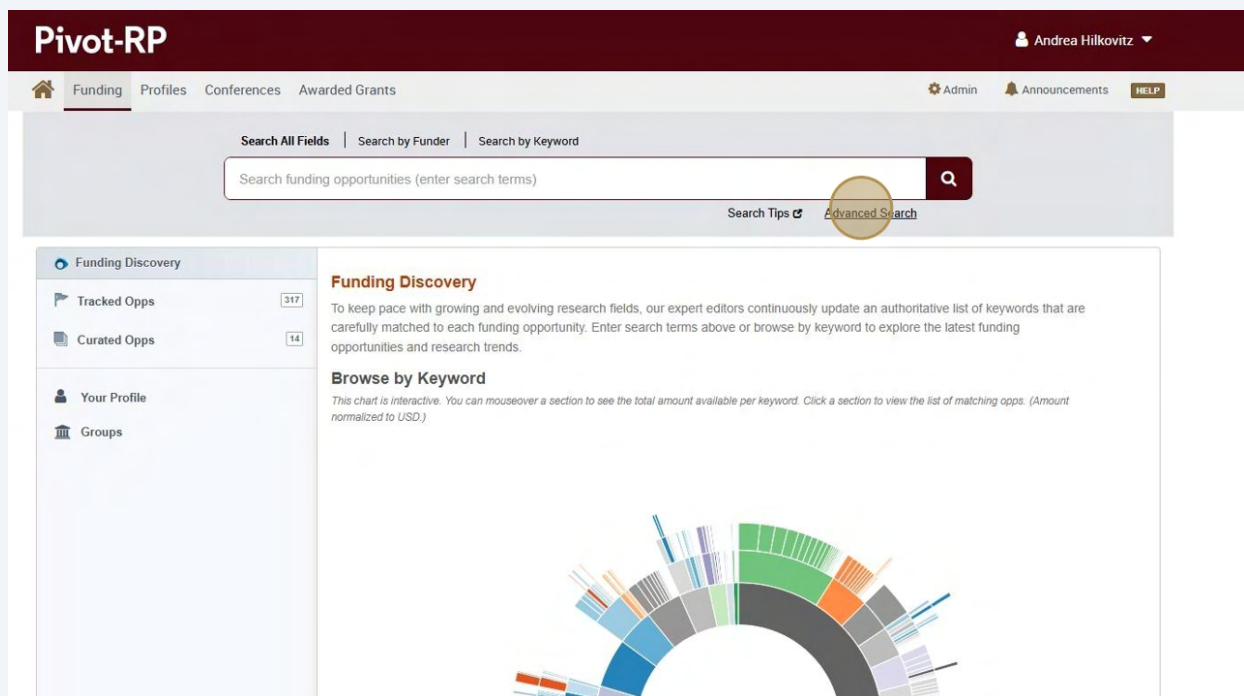 Pivot-RP
Andrea Hilkovitz
Funding Profiles Conferences Awarded Grants Admin Announcements HELP
Search All Fields | Search by Funder | Search by Keyword
Search funding opportunities (enter search terms)
Search Tips Advanced Search
Funding Discovery
Tracked Opps 317
Curated Opps 14
Your Profile
Groups
Funding Discovery
To keep pace with growing and evolving research fields, our expert editors continuously update an authoritative list of keywords that are
carefully matched to each funding opportunity. Enter search terms above or browse by keyword to explore the latest funding
opportunities and research trends.
Browse by Keyword
This chart is interactive. You can mouseover a section to see the total amount available per keyword. Click a section to view the list of matching opps. (Amount
normalized to USD.)